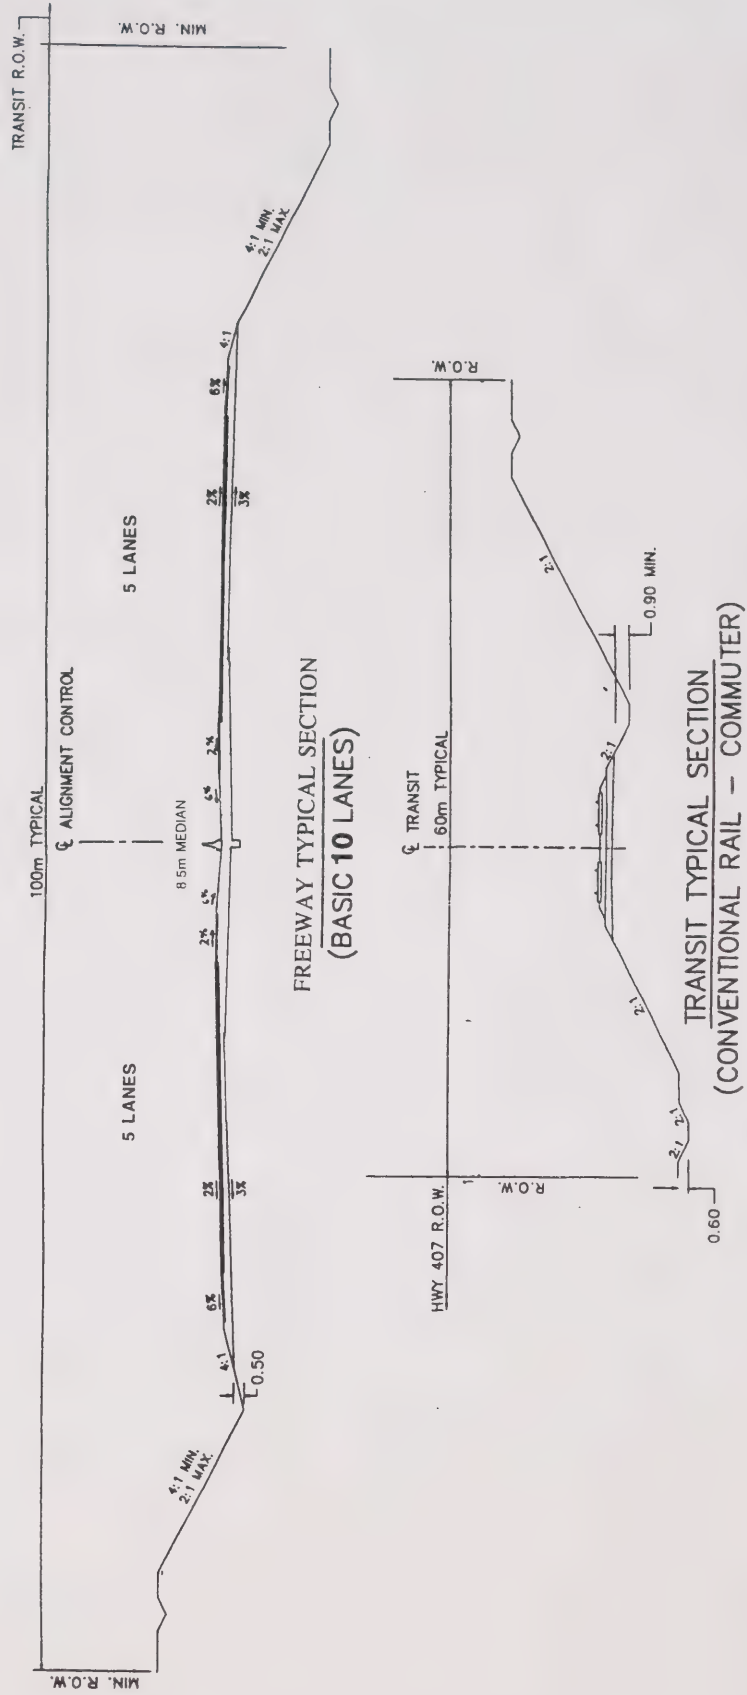 TRANSIT R.O.W.
100m TYPICAL
MIN. R.O.W.
MIN. R.O.W.
℄ ALIGNMENT CONTROL
5 LANES
5 LANES
8.5m MEDIAN
4:1 MIN.
2:1 MAX.
4:1
0.50
6%
2%
3%
2%
6%
6%
2%
2%
3%
6%
4:1
4:1 MIN.
2:1 MAX.
FREEWAY TYPICAL SECTION
(BASIC 10 LANES)
HWY 407 R.O.W.
R.O.W.
℄ TRANSIT
60m TYPICAL
R.O.W.
0.60
2:1
2:1
2:1
2:1
2:1
0.90 MIN.
TRANSIT TYPICAL SECTION
(CONVENTIONAL RAIL – COMMUTER)